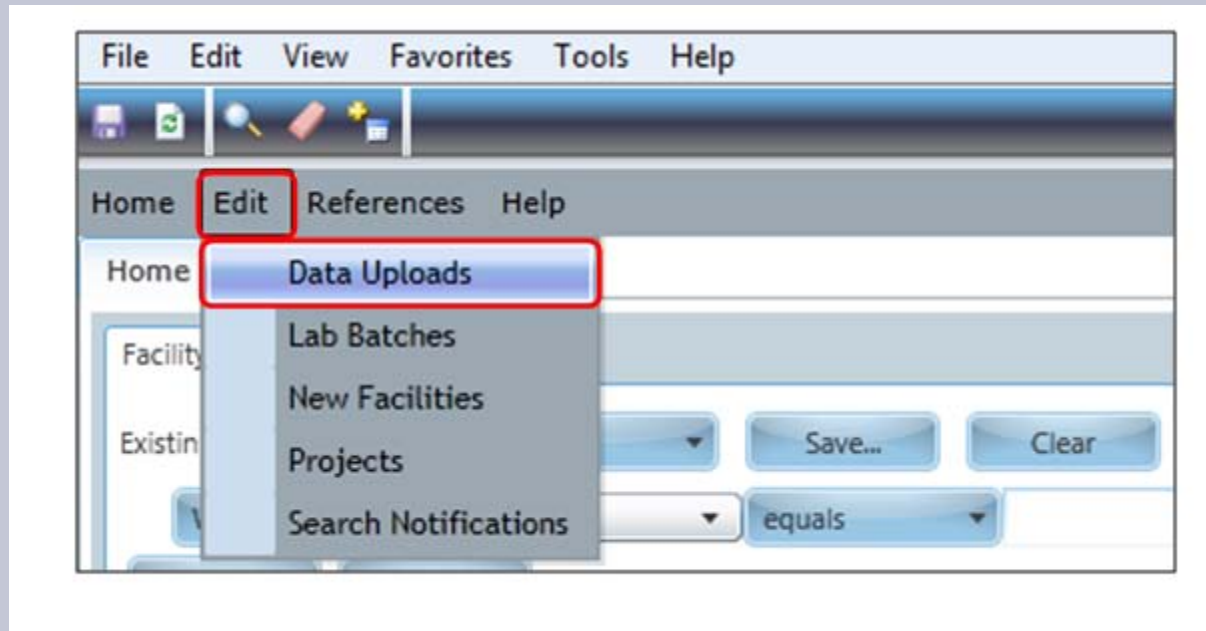 File Edit View Favorites Tools Help
Home Edit References Help
Home
Data Uploads
Lab Batches
Facility
New Facilities
Existin
Save...
Clear
Projects
Search Notifications
equals